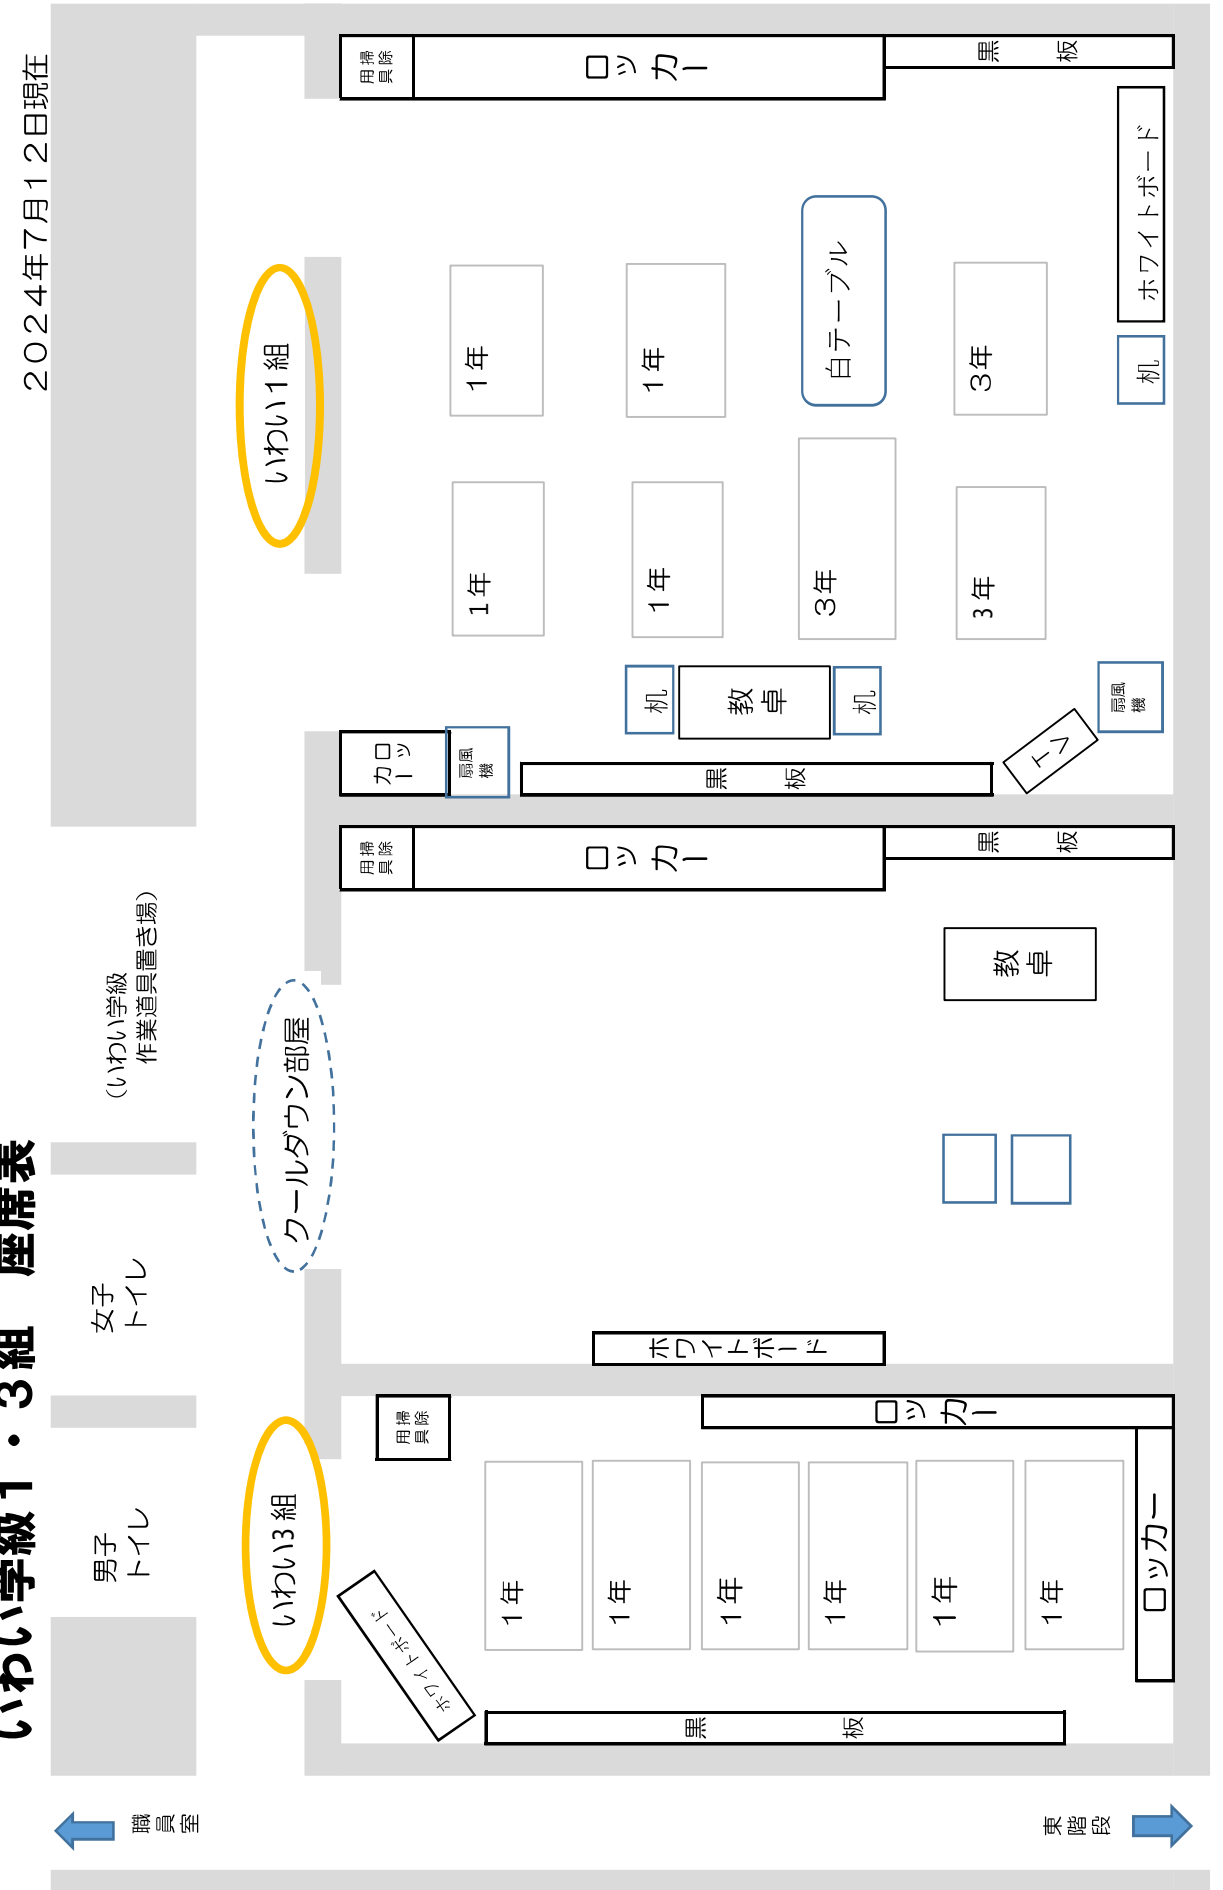 いわい学級１・３組　座席表
２０２４年７月１２日現在
職員室
男子
トイレ
女子
トイレ
（いわい学級
作業道具置き場）
いわい３組
クールダウン部屋
いわい１組
ホワイトボード
掃除
用具
１年
１年
１年
１年
１年
１年
黒板
ロッカー
ロッカー
ホワイトボード
掃除
用具
ロッカー
黒板
教卓
ロッカー
扇風機
黒板
机
教卓
机
TV
扇風機
１年
１年
３年
３年
１年
１年
白テーブル
３年
机
ホワイトボード
掃除
用具
ロッカー
黒板
東階段